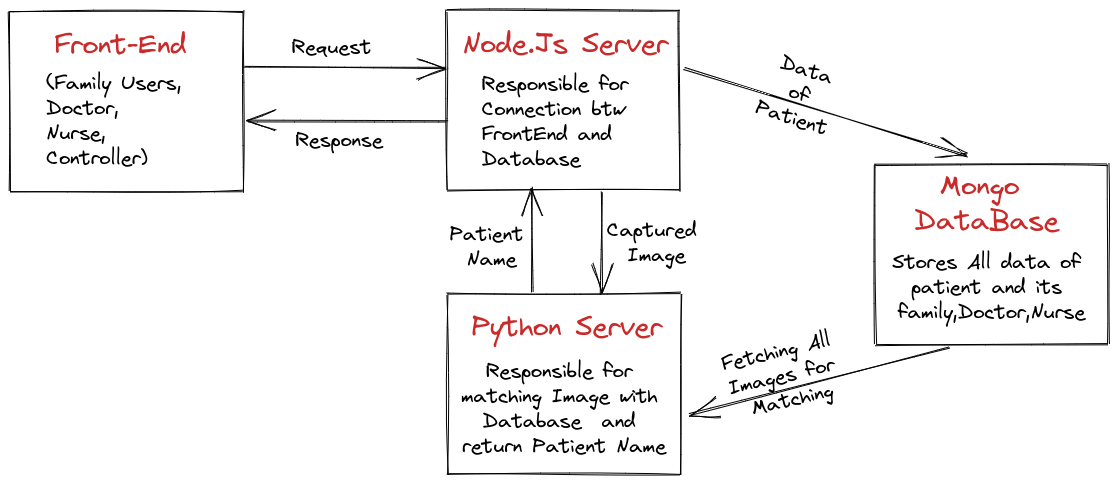 Front-End
(Family Users,
Doctor,
Nurse,
Controller)
Request
Response
Node.Js Server
Responsible for
Connection btw
FrontEnd and
Database
Data
of
Patient
Mongo
DataBase
Stores All data of
patient and its
family,Doctor,Nurse
Patient
Name
Captured
Image
Python Server
Responsible for
matching Image with
Database and
return Patient Name
Fetching All
Images for
Matching